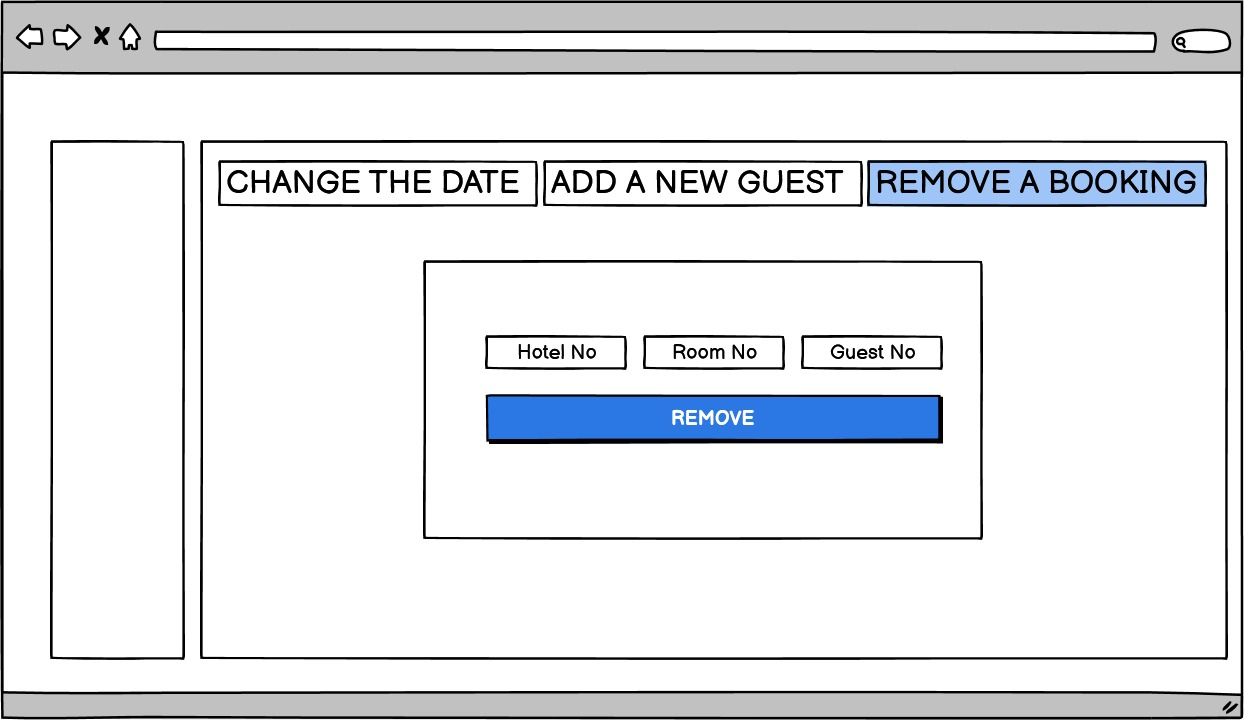 CHANGE THE DATE ADD A NEW GUEST REMOVE A BOOKING
Hotel No Room No Guest No
REMOVE